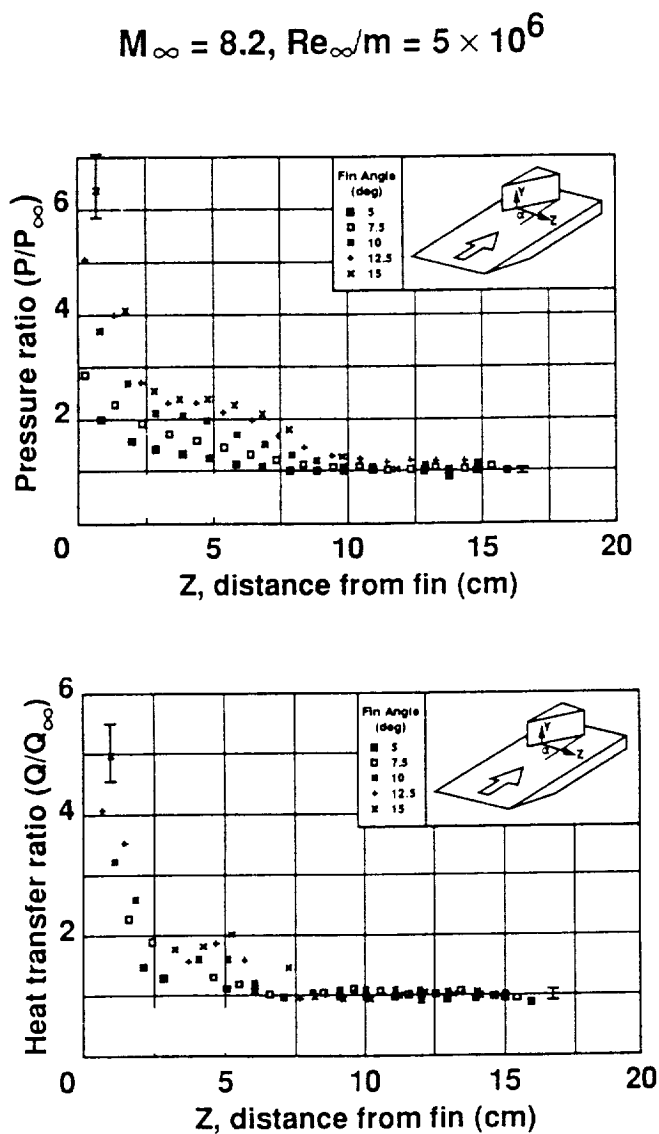 M∞ = 8.2, Re∞/m = 5 × 10^6
Pressure ratio (P/P∞)
6
4
2
0
5
10
15
20
Z, distance from fin (cm)
Fin Angle
(deg)
■ 5
□ 7.5
■ 10
+ 12.5
× 15
Y
α
Z
Heat transfer ratio (Q/Q∞)
6
4
2
0
5
10
15
20
Z, distance from fin (cm)
Fin Angle
(deg)
■ 5
□ 7.5
■ 10
+ 12.5
× 15
Y
α
Z